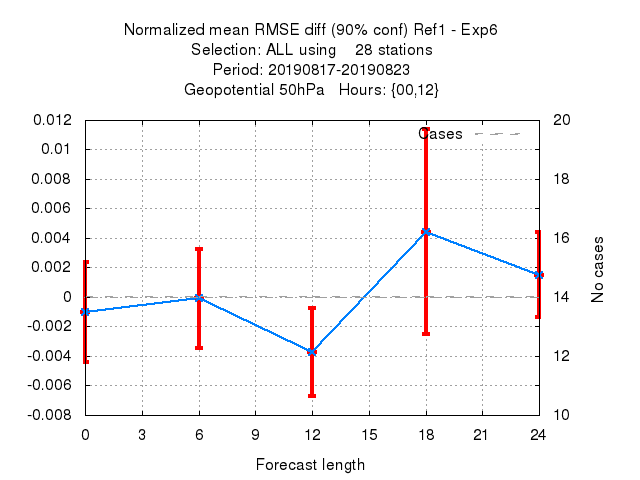 Normalized mean RMSE diff (90% conf) Ref1 - Exp6
Selection: ALL using 28 stations
Period: 20190817-20190823
Geopotential 50hPa Hours: {00,12}
0.012
0.01
0.008
0.006
0.004
0.002
0
-0.002
-0.004
-0.006
-0.008
Cases
20
18
16
14
12
10
No cases
0 3 6 9 12 15 18 21 24
Forecast length